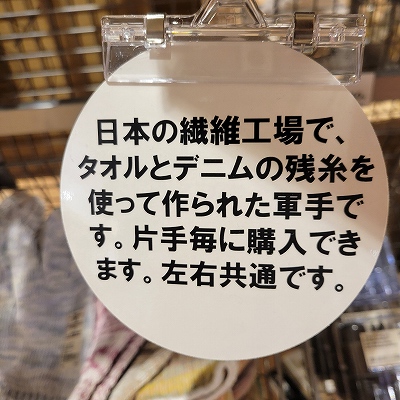 日本の繊維工場で、
タオルとデニムの残糸を
使って作られた軍手で
す。片手毎に購入でき
ます。左右共通です。